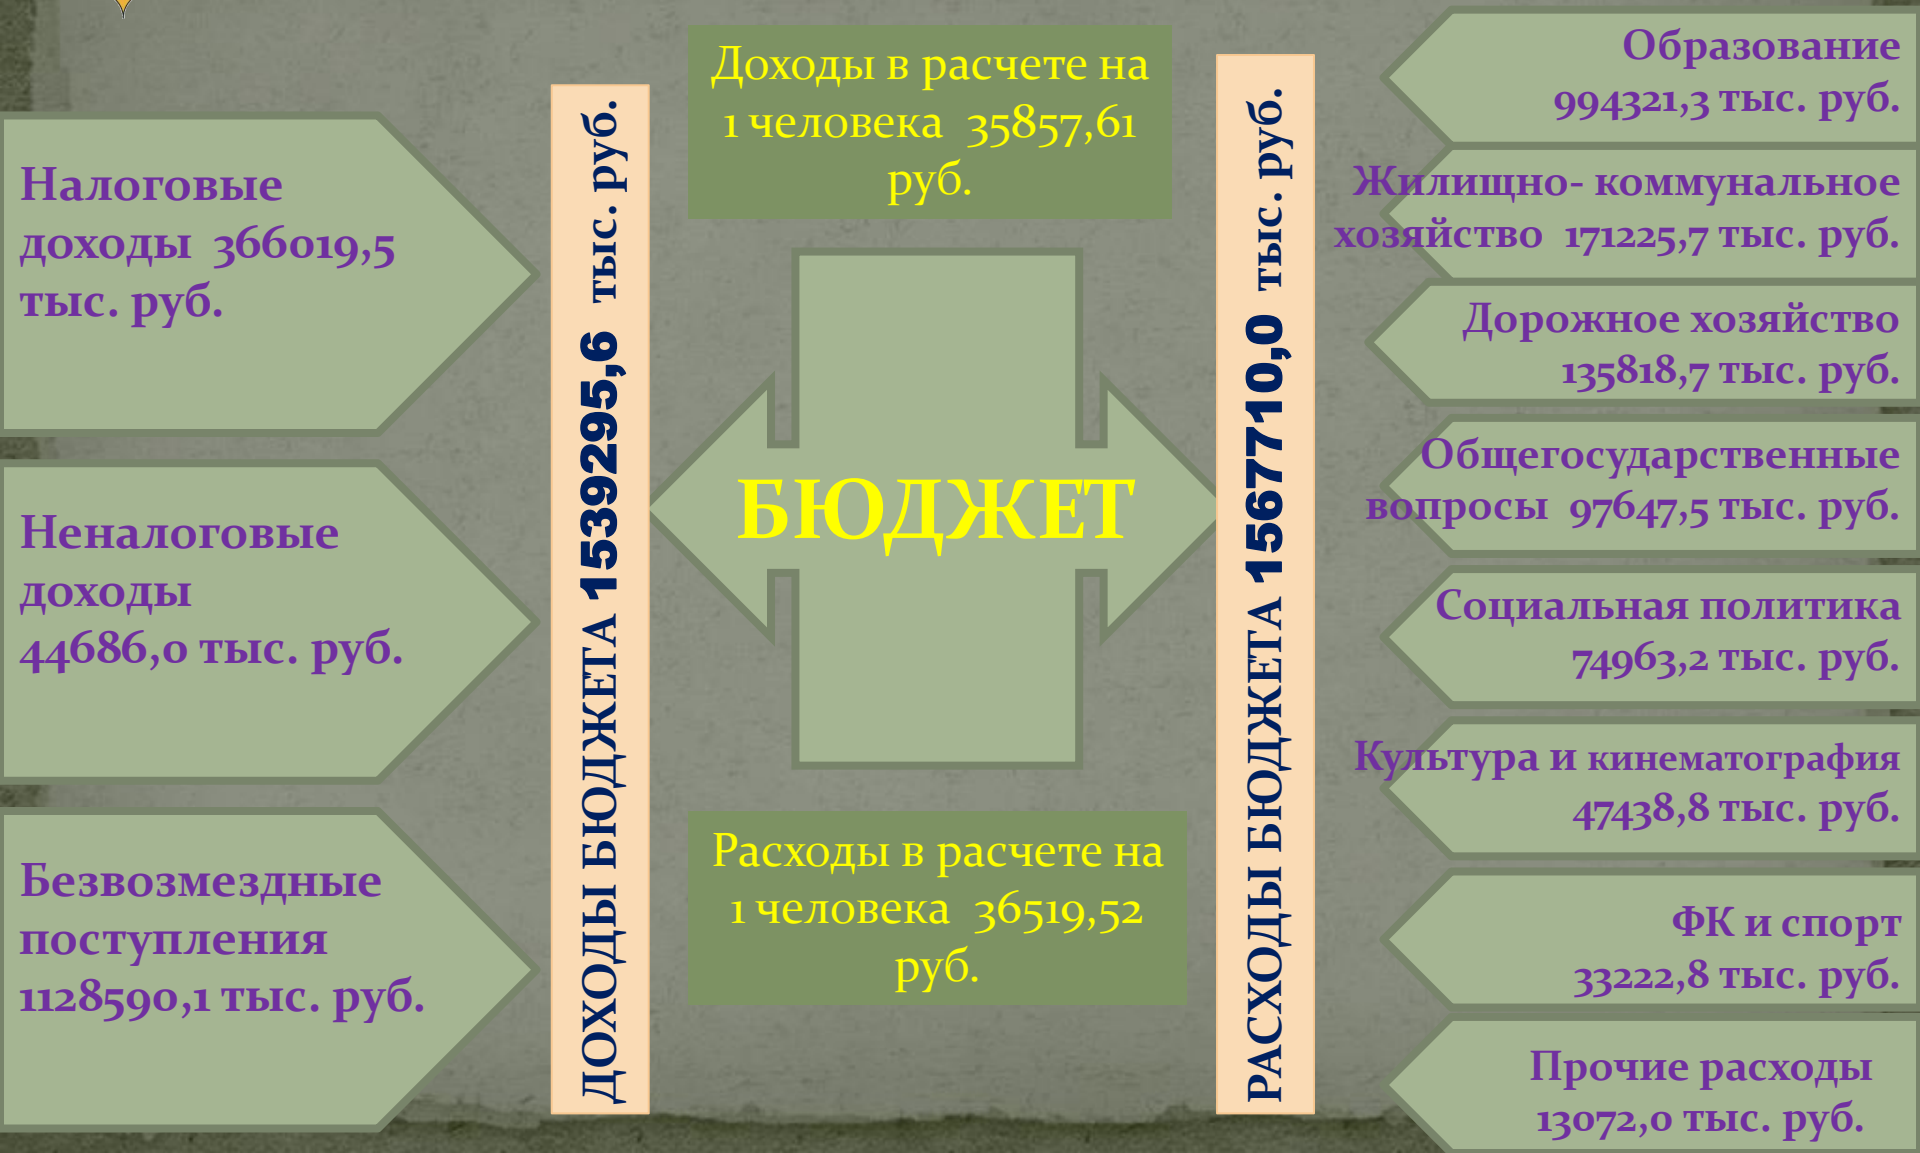 Налоговые
доходы 366019,5
тыс. руб.
Неналоговые
доходы
44686,0 тыс. руб.
Безвозмездные
поступления
1128590,1 тыс. руб.
ДОХОДЫ БЮДЖЕТА 1539295,6 тыс. руб.
Доходы в расчете на
1 человека 35857,61
руб.
БЮДЖЕТ
Расходы в расчете на
1 человека 36519,52
руб.
РАСХОДЫ БЮДЖЕТА 1567710,0 тыс. руб.
Образование
994321,3 тыс. руб.
Жилищно- коммунальное
хозяйство 171225,7 тыс. руб.
Дорожное хозяйство
135818,7 тыс. руб.
Общегосударственные
вопросы 97647,5 тыс. руб.
Социальная политика
74963,2 тыс. руб.
Культура и кинематография
47438,8 тыс. руб.
ФК и спорт
33222,8 тыс. руб.
Прочие расходы
13072,0 тыс. руб.